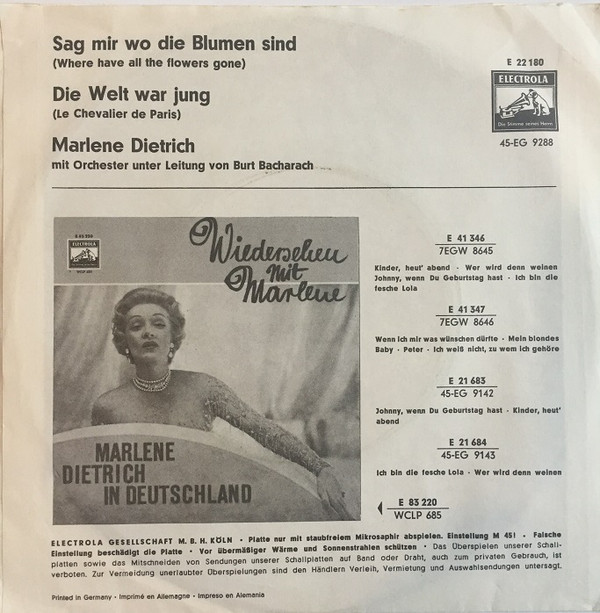 Sag mir wo die Blumen sind
(Where have all the flowers gone)
Die Welt war jung
(Le Chevalier de Paris)
Marlene Dietrich
mit Orchester unter Leitung von Burt Bacharach
E 22 180
ELECTROLA
Die Stimme seines Herrn
45-EG 9288
E 83 220
ELECTROLA
WCLP 685
Wiedersehen
mit
Marlene
MARLENE
DIETRICH
IN DEUTSCHLAND
E 41 346
7EGW 8645
Kinder, heut' abend · Wer wird denn weinen
Johnny, wenn Du Geburtstag hast · Ich bin die
fesche Lola
E 41 347
7EGW 8646
Wenn ich mir was wünschen dürfte · Mein blondes
Baby · Peter · Ich weiß nicht, zu wem ich gehöre
E 21 683
45-EG 9142
Johnny, wenn Du Geburtstag hast · Kinder, heut'
abend
E 21 684
45-EG 9143
Ich bin die fesche Lola · Wer wird denn weinen
E 83 220
WCLP 685
ELECTROLA GESELLSCHAFT M. B. H. KÖLN · Platte nur mit staubfreiem Mikrosaphir abspielen. Einstellung M 45! · Falsche
Einstellung beschädigt die Platte · Vor übermäßiger Wärme und Sonnenstrahlen schützen · Das Überspielen unserer Schall-
platten sowie das Mitschneiden von Sendungen unserer Schallplatten auf Band oder Draht, auch zum privaten Gebrauch, ist
verboten. Zur Vermeidung unerlaubter Überspielungen sind den Händlern Verleih, Vermietung und Auswahlsendungen untersagt.
Printed in Germany · Imprimé en Allemagne · Impreso en Alemania